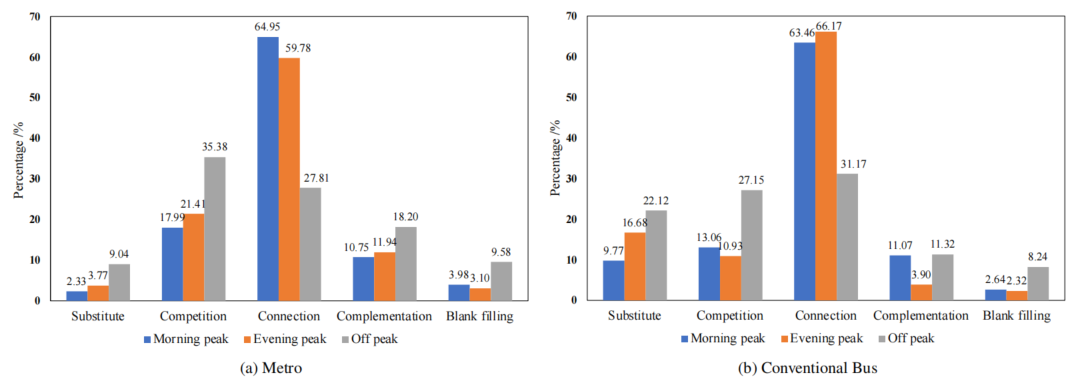 70
60
50
40
30
20
10
0
Percentage /%
2.33 3.77 9.04
17.99 21.41 35.38
64.95 59.78 27.81
10.75 11.94 18.20
3.98 3.10 9.58
Substitute Competition Connection Complementation Blank filling
Morning peak Evening peak Off peak
(a) Metro
70
60
50
40
30
20
10
0
Percentage /%
9.77 16.68 22.12
13.06 10.93 27.15
63.46 66.17 31.17
11.07 3.90 11.32
2.64 2.32 8.24
Substitute Competition Connection Complementation Blank filling
Morning peak Evening peak Off peak
(b) Conventional Bus